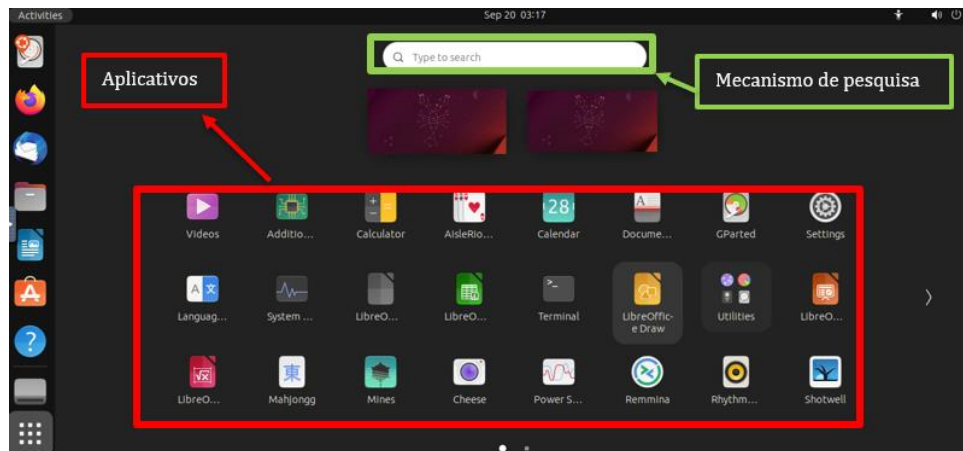 Activities
Sep 20 03:17
Type to search
Aplicativos
Mecanismo de pesquisa
28
A
Videos
Additio...
Calculator
AisleRio...
Calendar
Docume...
GParted
Settings
A 文
>_
Languag...
System ...
LibreO...
LibreO...
Terminal
LibreOffic-
e Draw
Utilities
LibreO...
東
LibreO...
Mahjongg
Mines
Cheese
Power S...
Remmina
Rhythm...
Shotwell
A
?